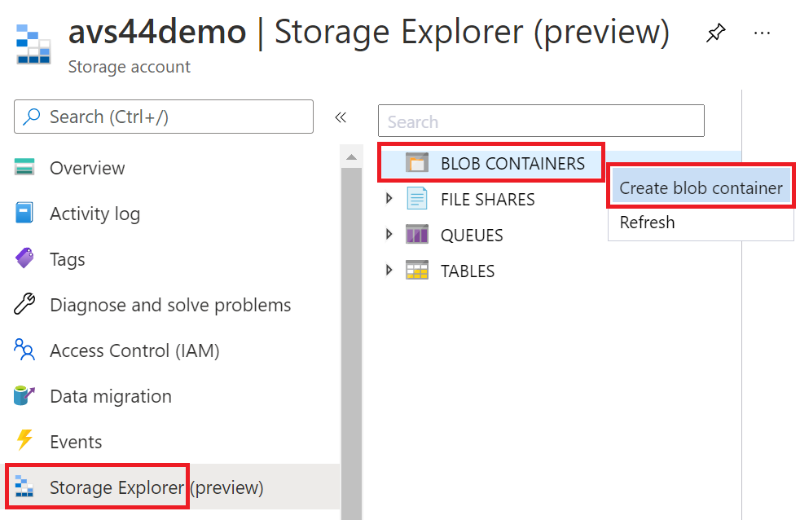 avs44demo | Storage Explorer (preview)
Storage account
Search (Ctrl+/)
Overview
Activity log
Tags
Diagnose and solve problems
Access Control (IAM)
Data migration
Events
Storage Explorer (preview)
Search
BLOB CONTAINERS
FILE SHARES
QUEUES
TABLES
Create blob container
Refresh